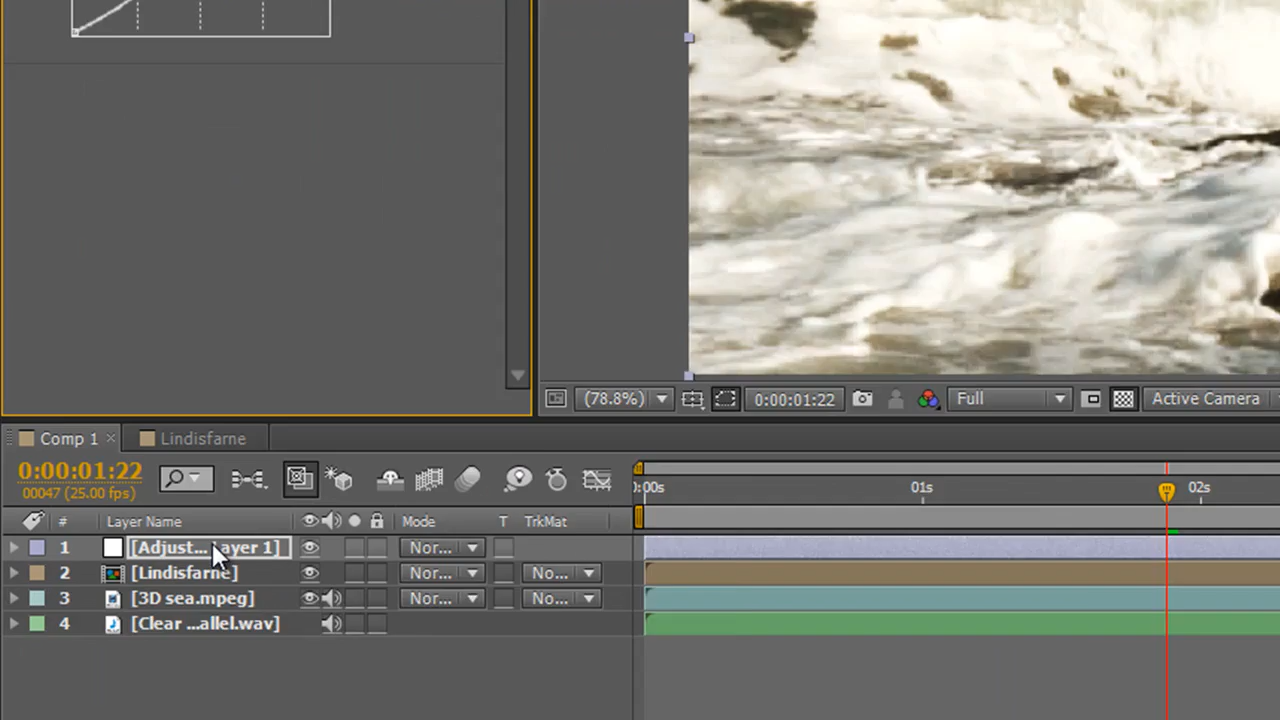 (78.8%) 0:00:01:22 Full Active Camera
Comp 1 × Lindisfarne
0:00:01:22
00047 (25.00 fps)
):00s 01s 02s
# Layer Name Mode T TrkMat
1 [Adjust... Layer 1] Nor...
2 [Lindisfarne] Nor... No...
3 [3D sea.mpeg] Nor... No...
4 [Clear ...allel.wav]